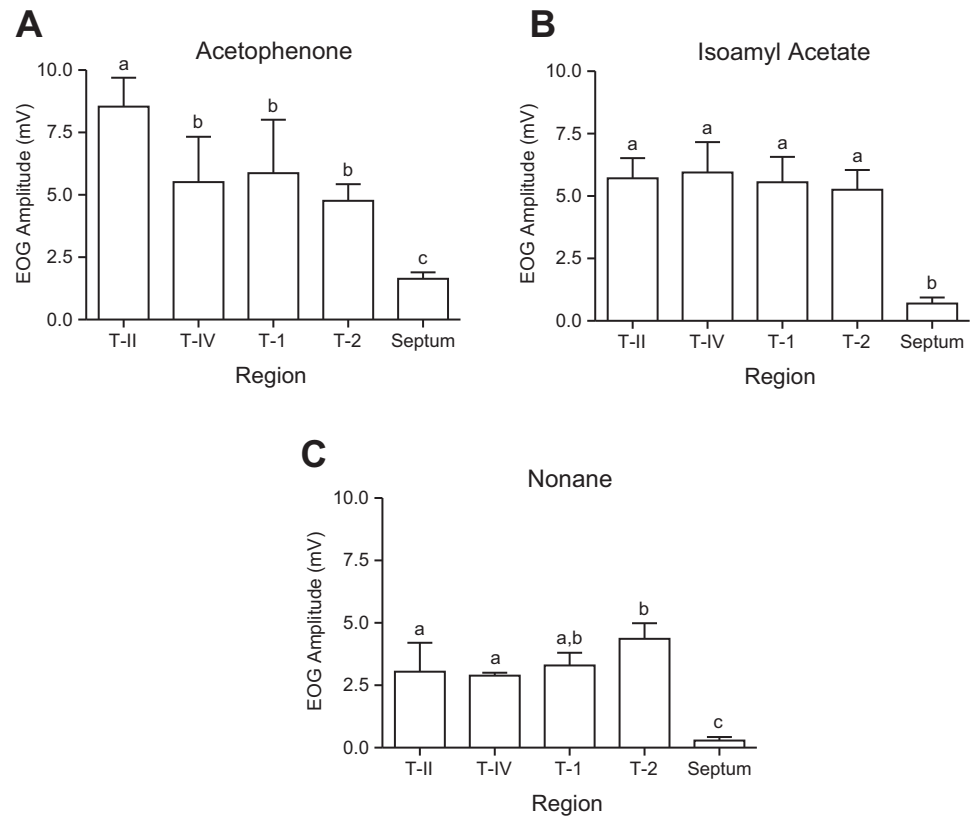 A
Acetophenone
EOG Amplitude (mV)
10.0
7.5
5.0
2.5
0.0
a
b
b
b
c
T-II T-IV T-1 T-2 Septum
Region
B
Isoamyl Acetate
EOG Amplitude (mV)
10.0
7.5
5.0
2.5
0.0
a
a
a
a
b
T-II T-IV T-1 T-2 Septum
Region
C
Nonane
EOG Amplitude (mV)
10.0
7.5
5.0
2.5
0.0
a
a
a,b
b
c
T-II T-IV T-1 T-2 Septum
Region